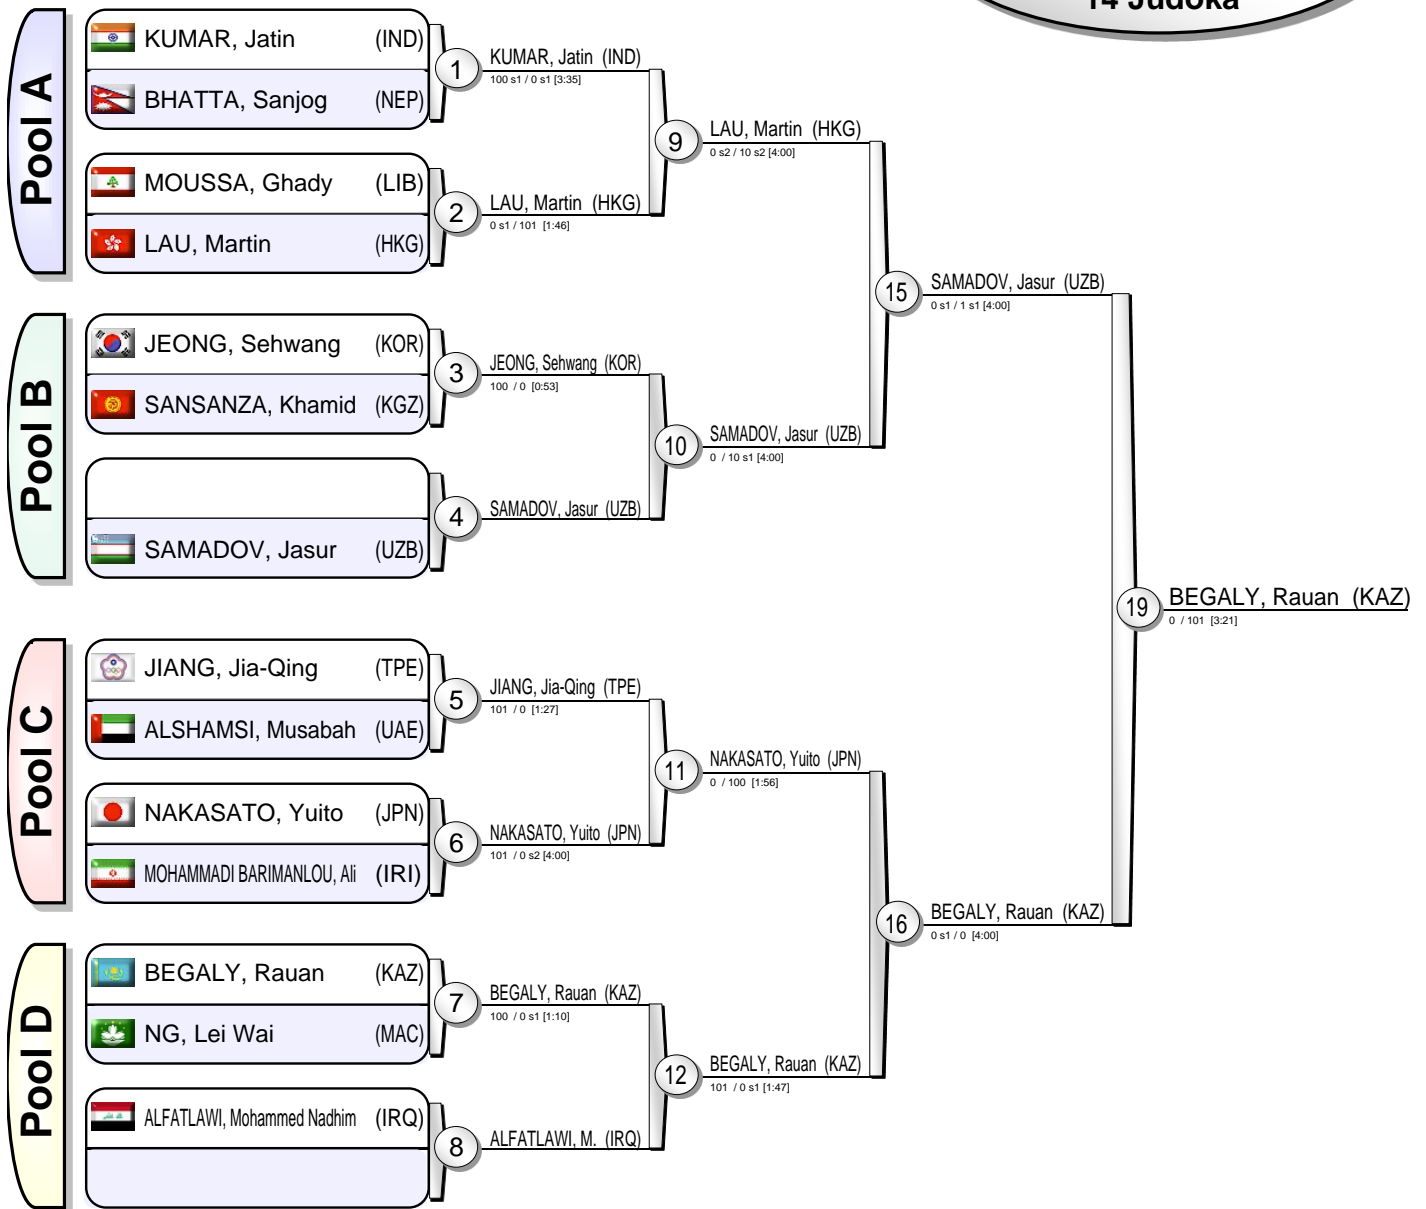 14 Judoka
Pool A
KUMAR, Jatin (IND)
BHATTA, Sanjog (NEP)
MOUSSA, Ghady (LIB)
LAU, Martin (HKG)
Pool B
JEONG, Sehwang (KOR)
SANSANZA, Khamid (KGZ)
SAMADOV, Jasur (UZB)
Pool C
JIANG, Jia-Qing (TPE)
ALSHAMSI, Musabah (UAE)
NAKASATO, Yuito (JPN)
MOHAMMADI BARIMANLOU, Ali (IRI)
Pool D
BEGALY, Rauan (KAZ)
NG, Lei Wai (MAC)
ALFATLAWI, Mohammed Nadhim (IRQ)
1
KUMAR, Jatin (IND)
100 s1 / 0 s1 [3:35]
2
LAU, Martin (HKG)
0 s1 / 101 [1:46]
3
JEONG, Sehwang (KOR)
100 / 0 [0:53]
4
SAMADOV, Jasur (UZB)
5
JIANG, Jia-Qing (TPE)
101 / 0 [1:27]
6
NAKASATO, Yuito (JPN)
101 / 0 s2 [4:00]
7
BEGALY, Rauan (KAZ)
100 / 0 s1 [1:10]
8
ALFATLAWI, M. (IRQ)
9
LAU, Martin (HKG)
0 s2 / 10 s2 [4:00]
10
SAMADOV, Jasur (UZB)
0 / 10 s1 [4:00]
11
NAKASATO, Yuito (JPN)
0 / 100 [1:56]
12
BEGALY, Rauan (KAZ)
101 / 0 s1 [1:47]
15
SAMADOV, Jasur (UZB)
0 s1 / 1 s1 [4:00]
16
BEGALY, Rauan (KAZ)
0 s1 / 0 [4:00]
19
BEGALY, Rauan (KAZ)
0 / 101 [3:21]